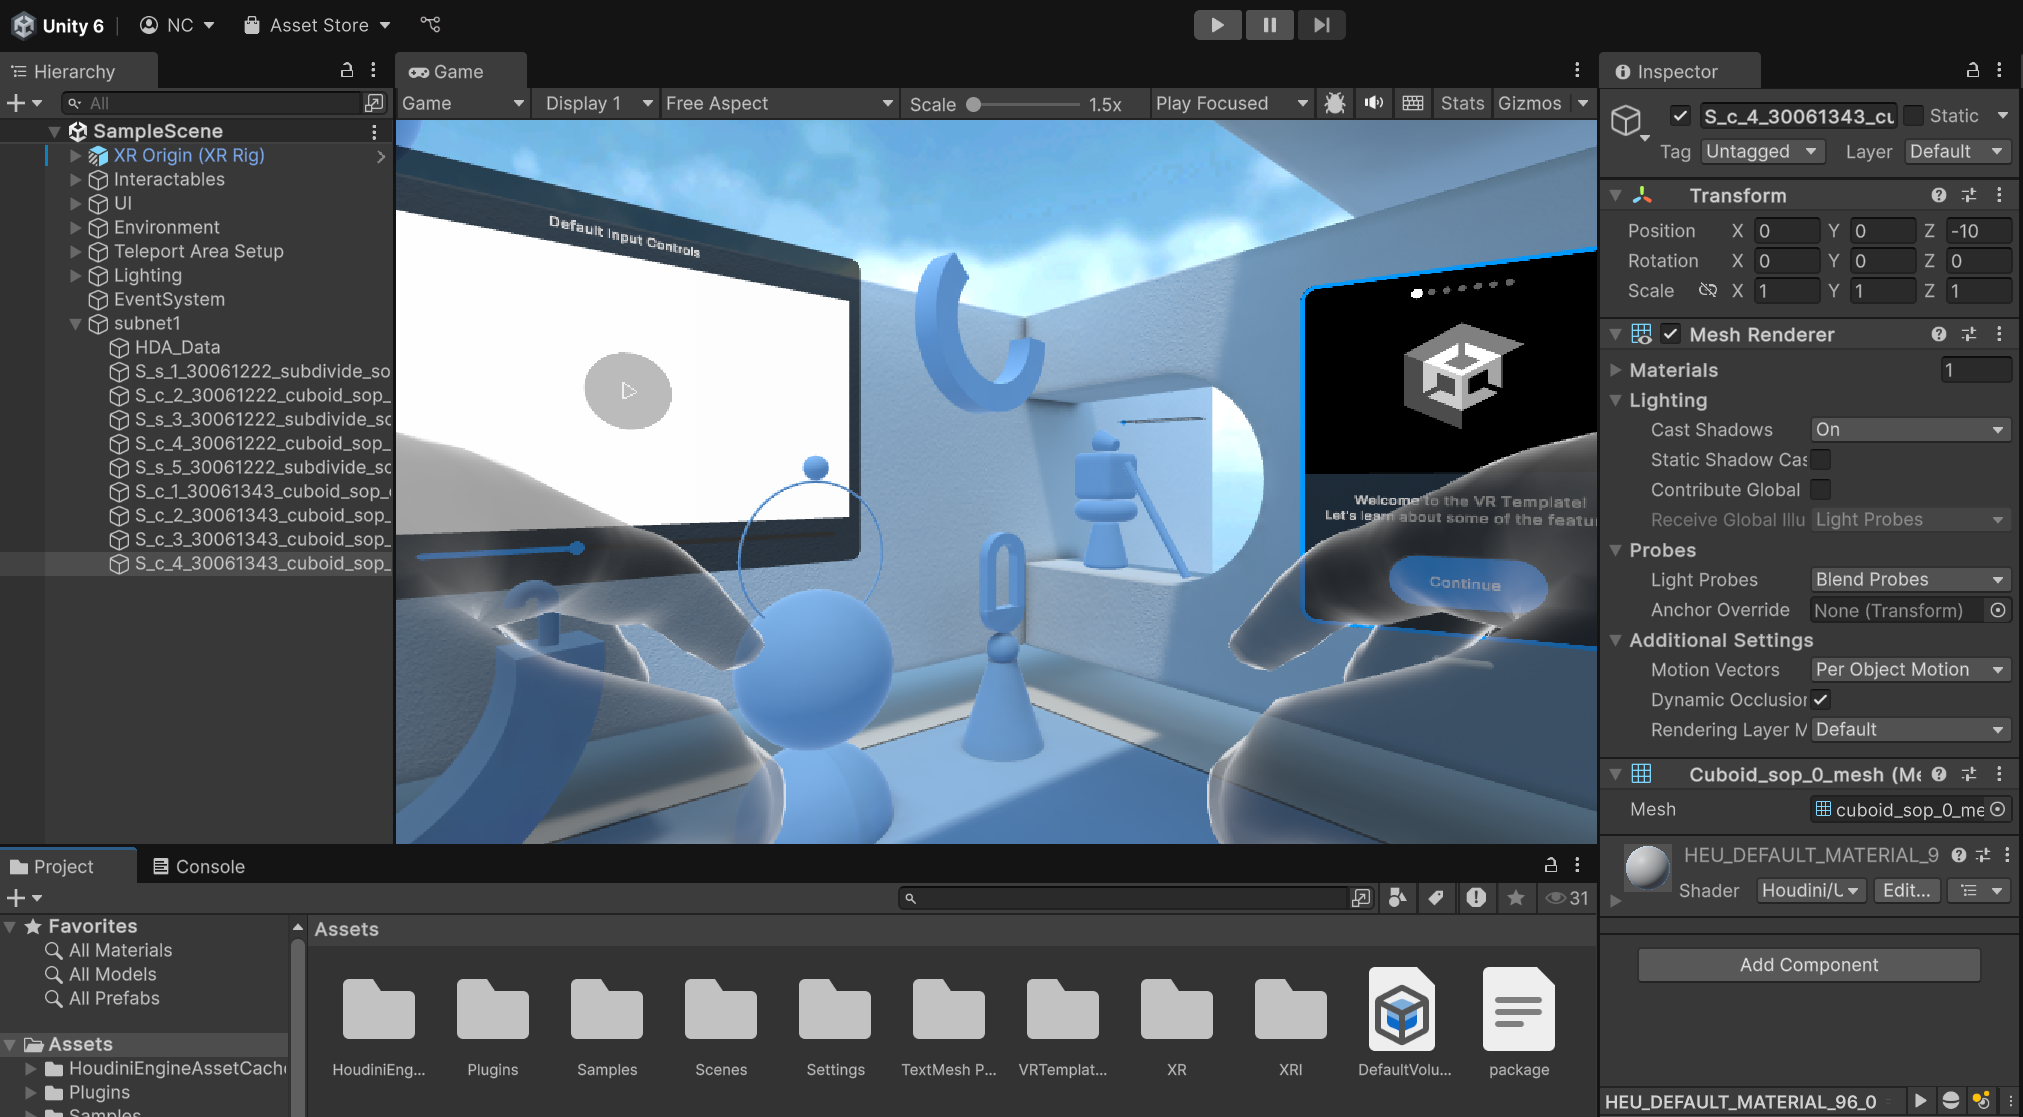 Unity 6
NC
Asset Store
Hierarchy
All
SampleScene
XR Origin (XR Rig)
Interactables
UI
Environment
Teleport Area Setup
Lighting
EventSystem
subnet1
HDA_Data
S_s_1_30061222_subdivide_so
S_c_2_30061222_cuboid_sop_
S_s_3_30061222_subdivide_so
S_c_4_30061222_cuboid_sop_
S_s_5_30061222_subdivide_so
S_c_1_30061343_cuboid_sop_
S_c_2_30061343_cuboid_sop_
S_c_3_30061343_cuboid_sop_
S_c_4_30061343_cuboid_sop_
Game
Game Display 1 Free Aspect Scale 1.5x Play Focused Stats Gizmos
Default Input Controls
Welcome to the VR Template!
Let's learn about some of the featu
Continue
Inspector
S_c_4_30061343_cu Static
Tag Untagged Layer Default
Transform
Position X 0 Y 0 Z -10
Rotation X 0 Y 0 Z 0
Scale X 1 Y 1 Z 1
Mesh Renderer
Materials 1
Lighting
Cast Shadows On
Static Shadow Cas
Contribute Global
Receive Global Illu Light Probes
Probes
Light Probes Blend Probes
Anchor Override None (Transform)
Additional Settings
Motion Vectors Per Object Motion
Dynamic Occlusion
Rendering Layer M Default
Cuboid_sop_0_mesh (Me
Mesh cuboid_sop_0_me
HEU_DEFAULT_MATERIAL_9
Shader Houdini/U Edit...
Add Component
HEU_DEFAULT_MATERIAL_96_0
Project
Console
31
Favorites
All Materials
All Models
All Prefabs
Assets
HoudiniEngineAssetCache
Plugins
Samples
Assets
HoudiniEng...
Plugins
Samples
Scenes
Settings
TextMesh P...
VRTemplat...
XR
XRI
DefaultVolu...
package